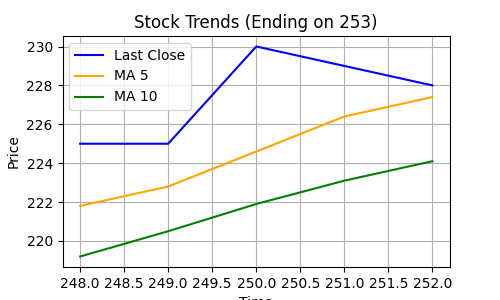 Stock Trends (Ending on 253)
Last Close
MA 5
MA 10
Price
230
228
226
224
222
220
248.0 248.5 249.0 249.5 250.0 250.5 251.0 251.5 252.0
Time